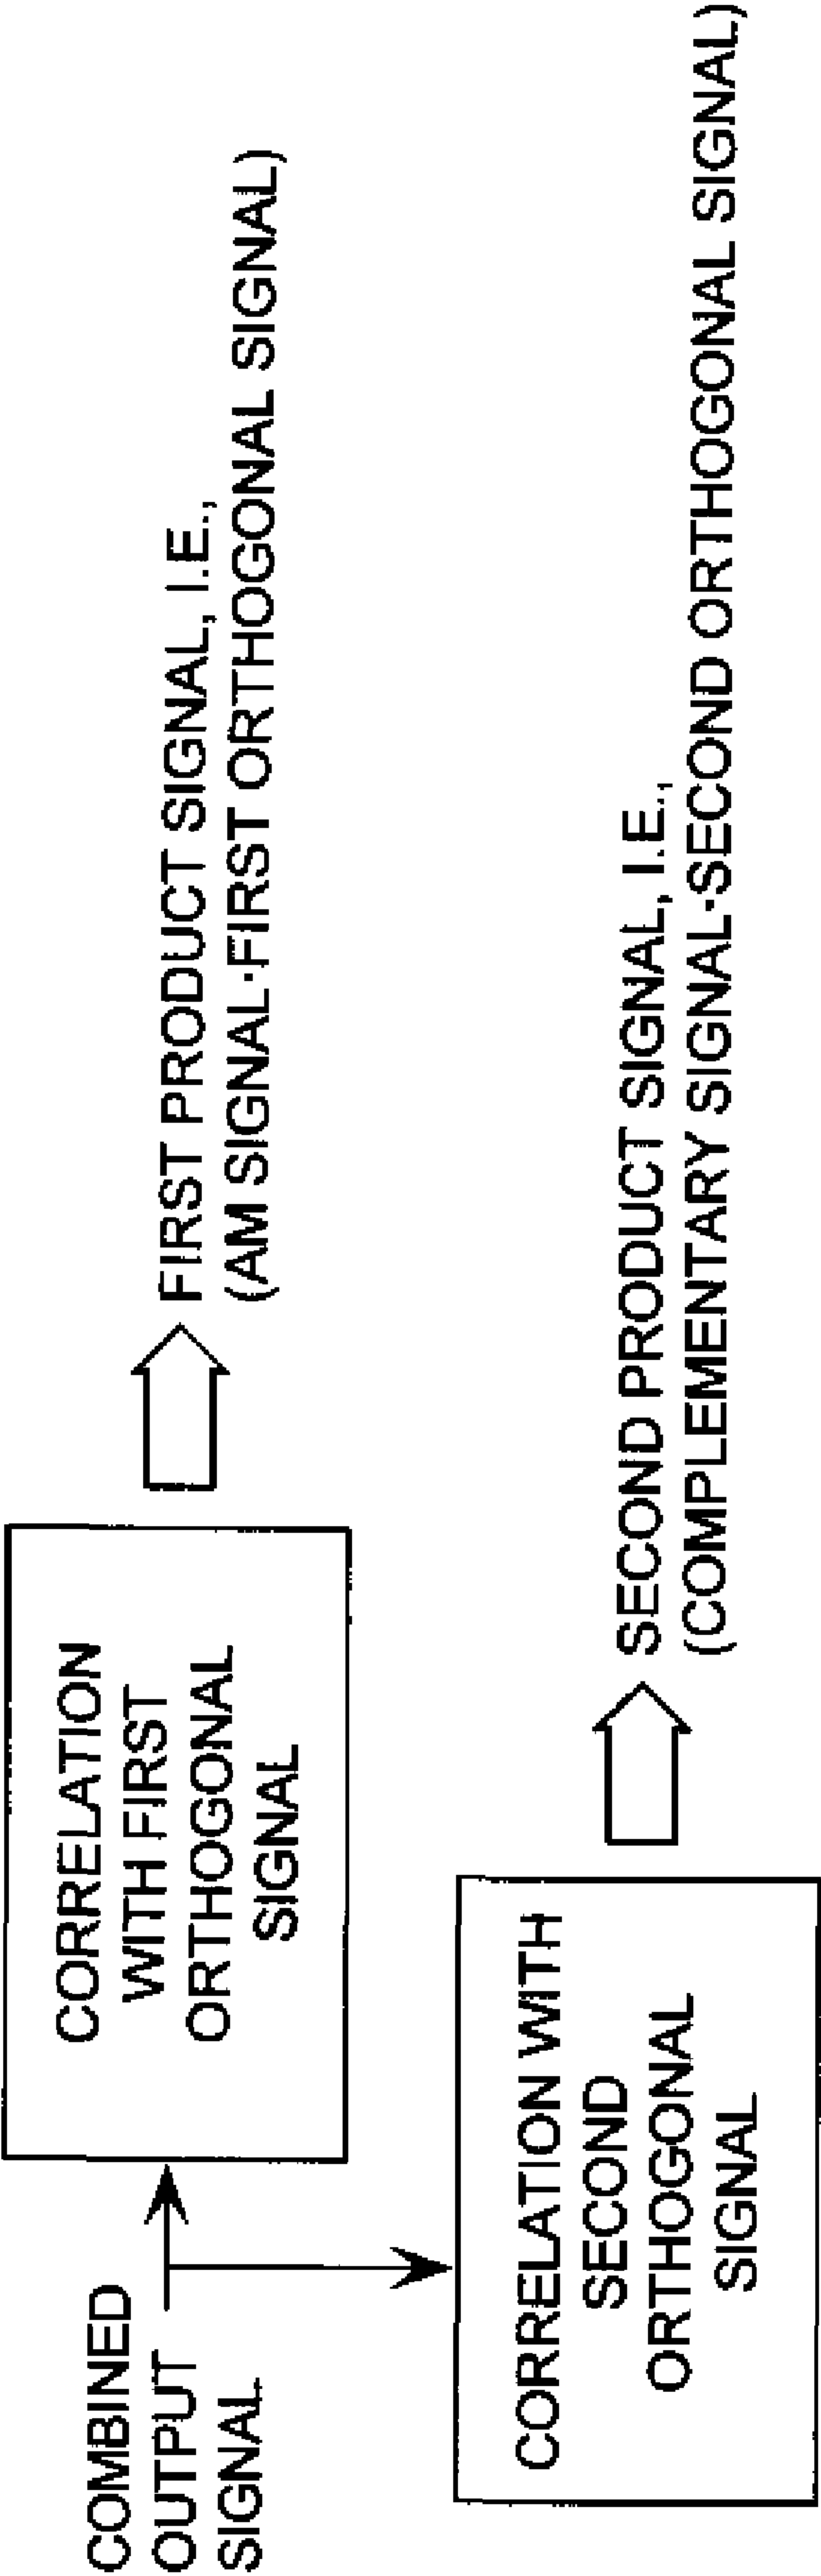 COMBINED
OUTPUT
SIGNAL
CORRELATION
WITH FIRST
ORTHOGONAL
SIGNAL
FIRST PRODUCT SIGNAL, I.E.,
(AM SIGNAL·FIRST ORTHOGONAL SIGNAL)
CORRELATION WITH
SECOND
ORTHOGONAL
SIGNAL
SECOND PRODUCT SIGNAL, I.E.,
(COMPLEMENTARY SIGNAL·SECOND ORTHOGONAL SIGNAL)